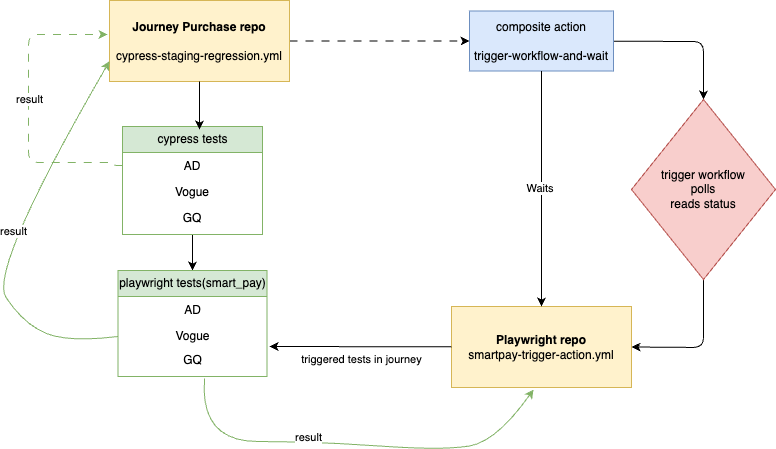 Journey Purchase repo
cypress-staging-regression.yml
composite action
trigger-workflow-and-wait
result
cypress tests
AD
Vogue
GQ
trigger workflow
polls
reads status
Waits
result
playwright tests(smart_pay)
AD
Vogue
GQ
triggered tests in journey
Playwright repo
smartpay-trigger-action.yml
result